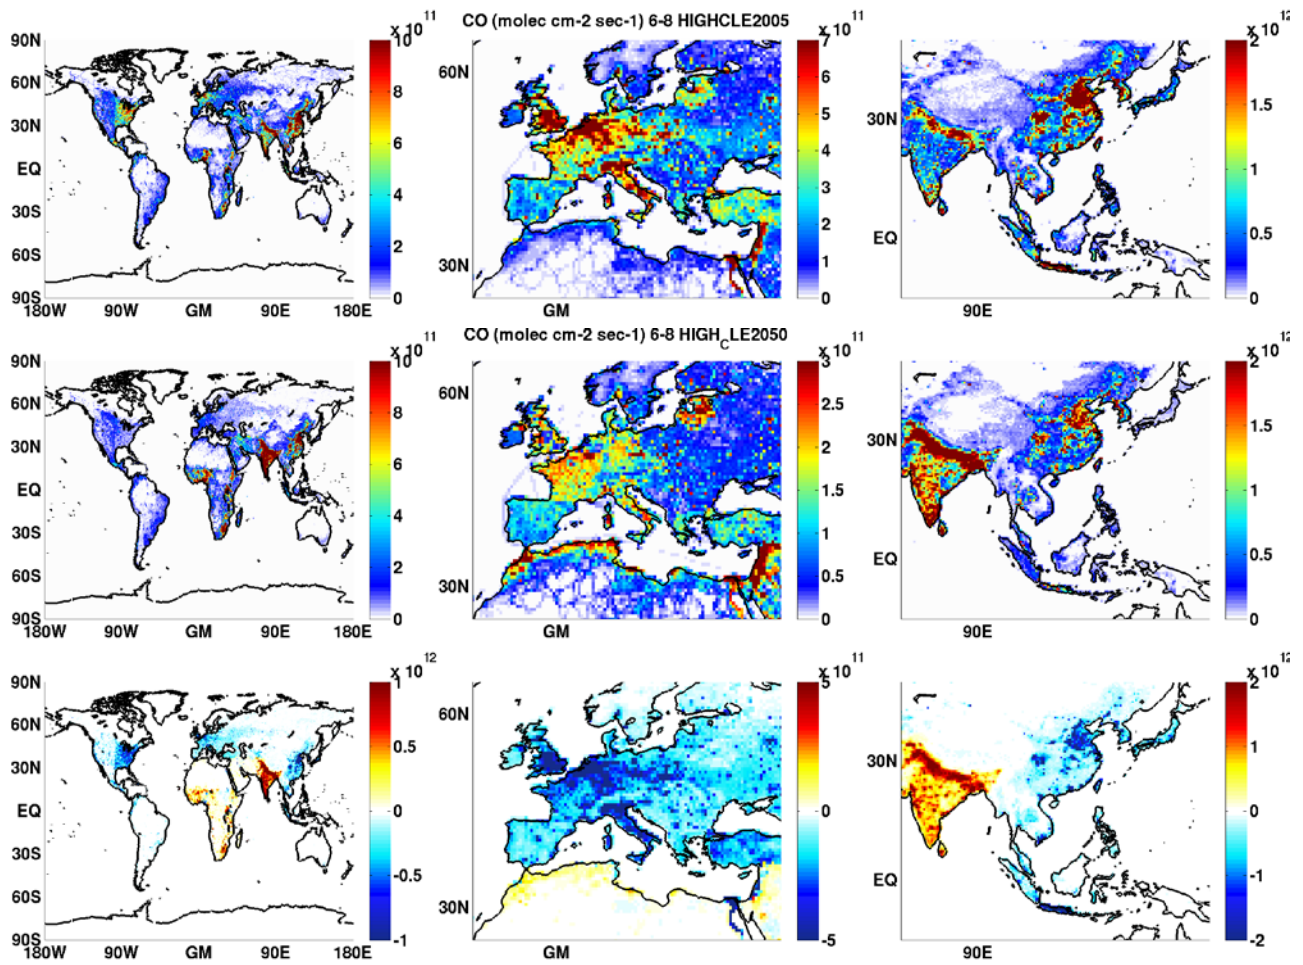 CO (molec cm-2 sec-1) 6-8 HIGHCLE2005
x 10^11
x 10^11
x 10^12
90N
60N
30N
EQ
30S
60S
90S
180W 90W GM 90E 180E
10
8
6
4
2
0
60N
30N
GM
7
6
5
4
3
2
1
0
30N
EQ
90E
2
1.5
1
0.5
0
CO (molec cm-2 sec-1) 6-8 HIGH_CLE2050
x 10^11
x 10^11
x 10^12
90N
60N
30N
EQ
30S
60S
90S
180W 90W GM 90E 180E
10
8
6
4
2
0
60N
30N
GM
3
2.5
2
1.5
1
0.5
0
30N
EQ
90E
2
1.5
1
0.5
0
x 10^12
x 10^11
x 10^12
90N
60N
30N
EQ
30S
60S
90S
180W 90W GM 90E 180E
1
0.5
0
-0.5
-1
60N
30N
GM
5
0
-5
30N
EQ
90E
2
1
0
-1
-2